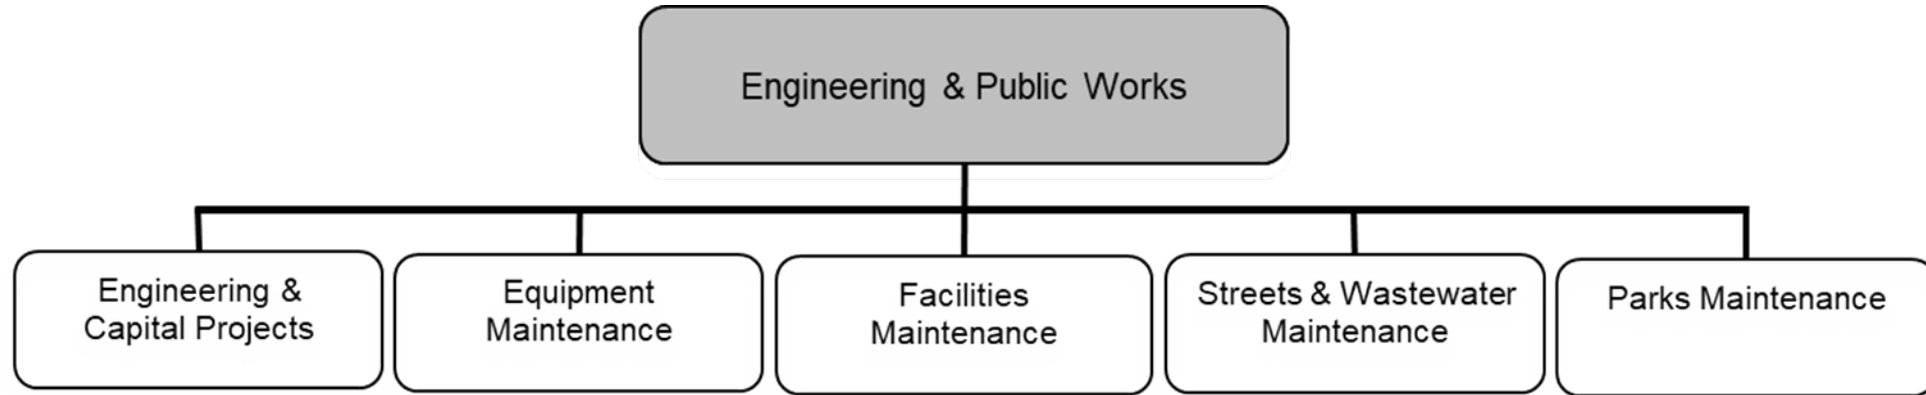 Engineering & Public Works
Engineering &
Capital Projects
Equipment
Maintenance
Facilities
Maintenance
Streets & Wastewater
Maintenance
Parks Maintenance